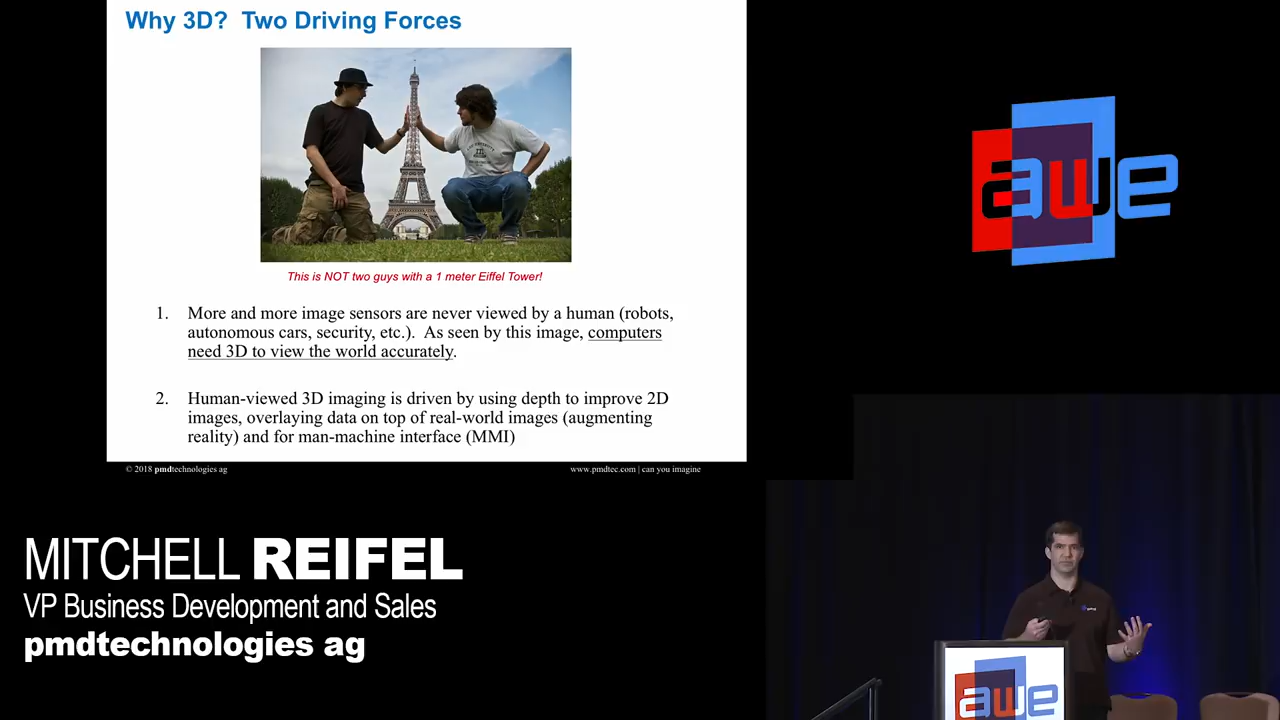 Why 3D? Two Driving Forces
This is NOT two guys with a 1 meter Eiffel Tower!
1. More and more image sensors are never viewed by a human (robots,
autonomous cars, security, etc.). As seen by this image, computers
need 3D to view the world accurately.
2. Human-viewed 3D imaging is driven by using depth to improve 2D
images, overlaying data on top of real-world images (augmenting
reality) and for man-machine interface (MMI)
© 2018 pmdtechnologies ag
www.pmdtec.com | can you imagine
awe
MITCHELL REIFEL
VP Business Development and Sales
pmdtechnologies ag
awe